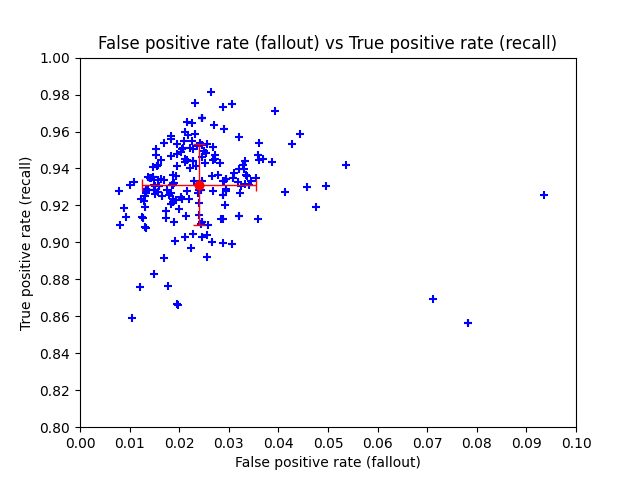 False positive rate (fallout) vs True positive rate (recall)
1.00
0.98
0.96
0.94
0.92
0.90
0.88
0.86
0.84
0.82
0.80
True positive rate (recall)
0.00 0.01 0.02 0.03 0.04 0.05 0.06 0.07 0.08 0.09 0.10
False positive rate (fallout)